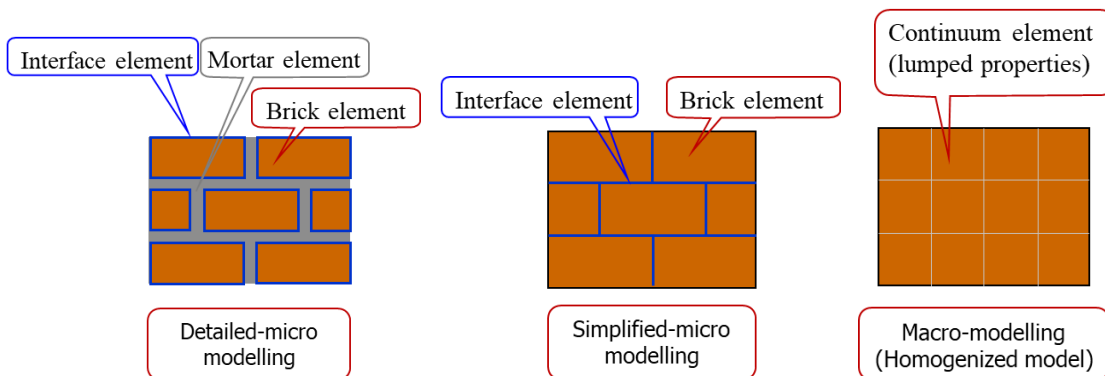 Interface element
Mortar element
Brick element
Detailed-micro
modelling
Interface element
Brick element
Simplified-micro
modelling
Continuum element
(lumped properties)
Macro-modelling
(Homogenized model)